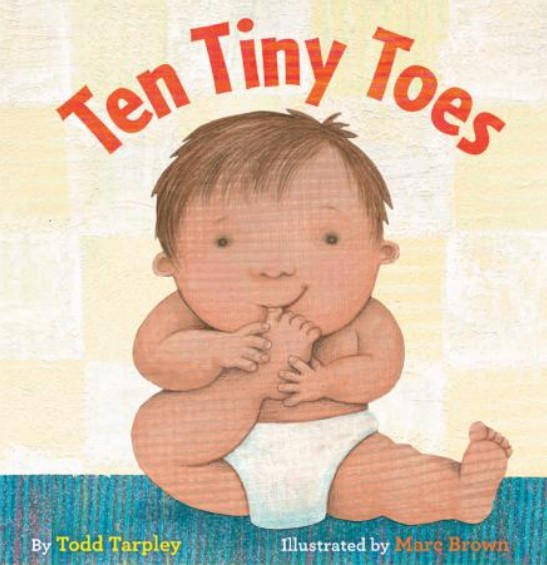 Ten Tiny Toes
By Todd Tarpley
Illustrated by Marc Brown